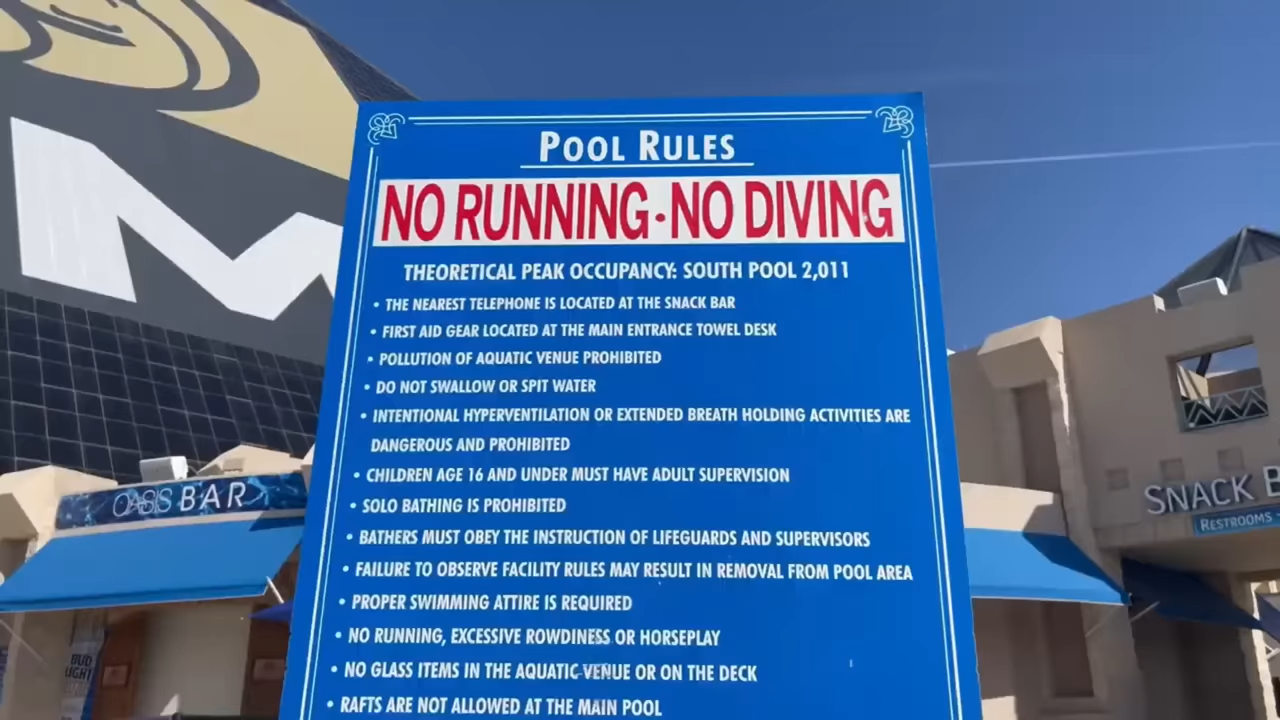 POOL RULES
NO RUNNING · NO DIVING
THEORETICAL PEAK OCCUPANCY: SOUTH POOL 2,011
• THE NEAREST TELEPHONE IS LOCATED AT THE SNACK BAR
• FIRST AID GEAR LOCATED AT THE MAIN ENTRANCE TOWEL DESK
• POLLUTION OF AQUATIC VENUE PROHIBITED
• DO NOT SWALLOW OR SPIT WATER
• INTENTIONAL HYPERVENTILATION OR EXTENDED BREATH HOLDING ACTIVITIES ARE
DANGEROUS AND PROHIBITED
• CHILDREN AGE 16 AND UNDER MUST HAVE ADULT SUPERVISION
• SOLO BATHING IS PROHIBITED
• BATHERS MUST OBEY THE INSTRUCTION OF LIFEGUARDS AND SUPERVISORS
• FAILURE TO OBSERVE FACILITY RULES MAY RESULT IN REMOVAL FROM POOL AREA
• PROPER SWIMMING ATTIRE IS REQUIRED
• NO RUNNING, EXCESSIVE ROWDINESS OR HORSEPLAY
• NO GLASS ITEMS IN THE AQUATIC VENUE OR ON THE DECK
• RAFTS ARE NOT ALLOWED AT THE MAIN POOL
M
OASIS BAR
BUD
LIGHT
SNACK B
RESTROOMS